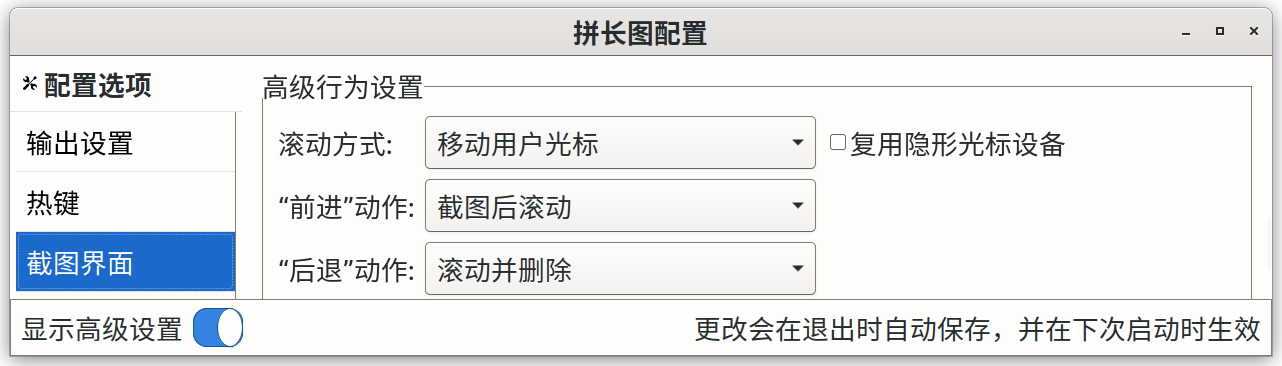 拼长图配置
配置选项
输出设置
热键
截图界面
高级行为设置
滚动方式: 移动用户光标 复用隐形光标设备
“前进”动作: 截图后滚动
“后退”动作: 滚动并删除
显示高级设置
更改会在退出时自动保存，并在下次启动时生效